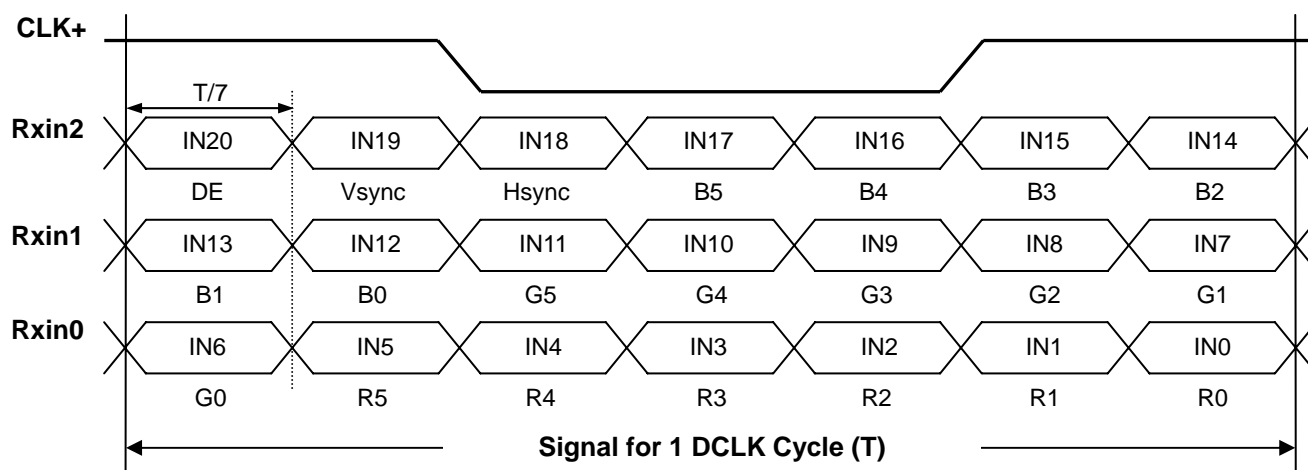 CLK+
T/7
Rxin2 IN20 IN19 IN18 IN17 IN16 IN15 IN14
DE Vsync Hsync B5 B4 B3 B2
Rxin1 IN13 IN12 IN11 IN10 IN9 IN8 IN7
B1 B0 G5 G4 G3 G2 G1
Rxin0 IN6 IN5 IN4 IN3 IN2 IN1 IN0
G0 R5 R4 R3 R2 R1 R0
Signal for 1 DCLK Cycle (T)